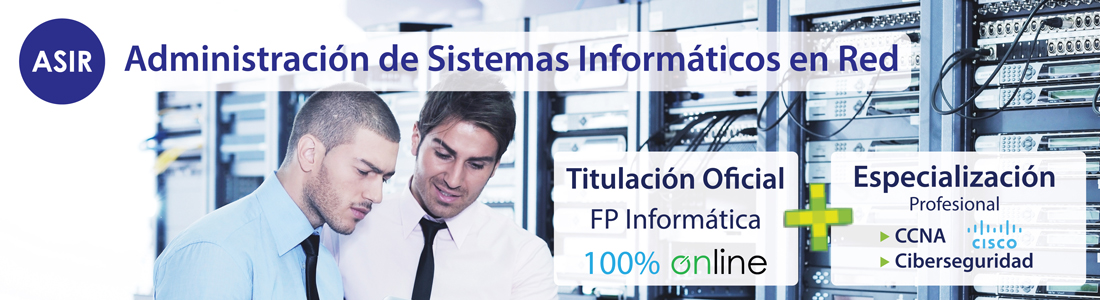 ASIR
Administración de Sistemas Informáticos en Red
Titulación Oficial
FP Informática
100% online
Especialización
Profesional
CCNA
CISCO
Ciberseguridad